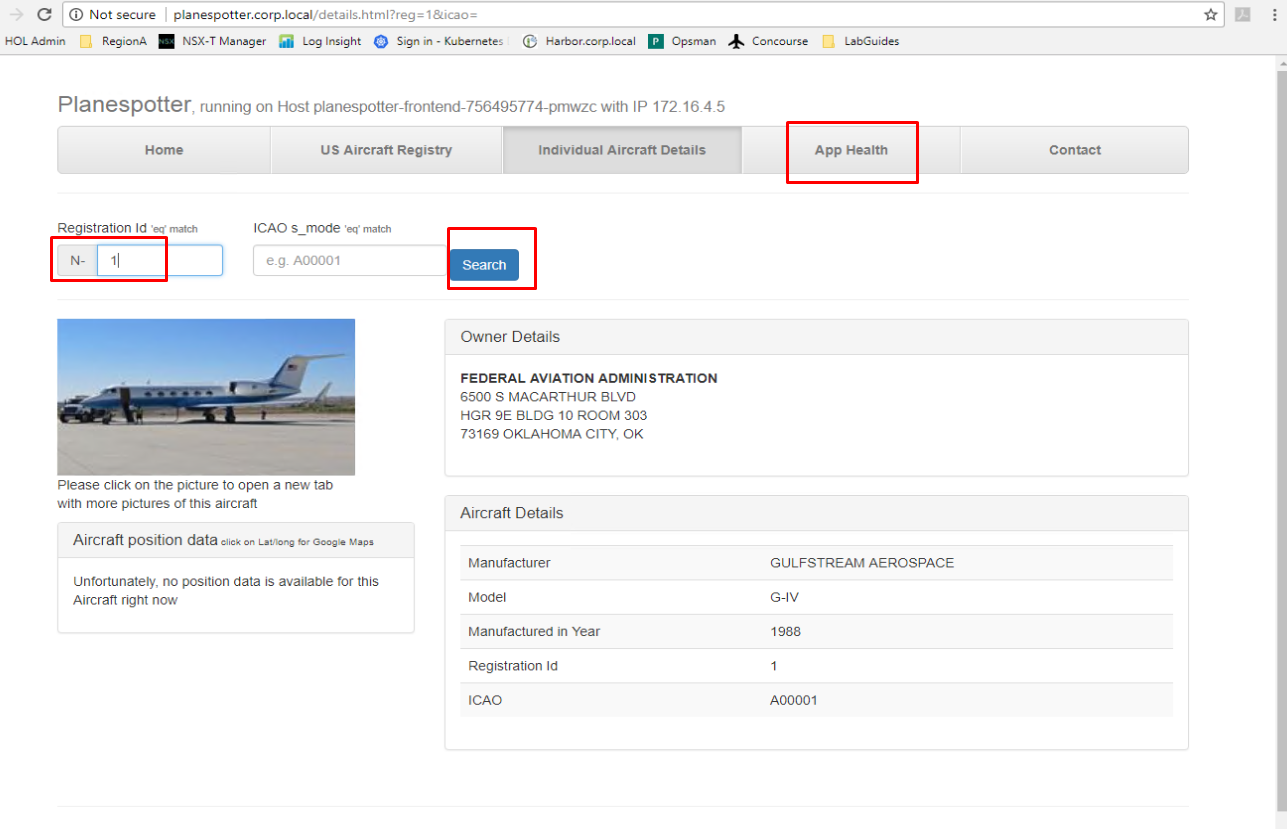 Not secure planespotter.corp.local/details.html?reg=1&icao=
HOL Admin RegionA NSX NSX-T Manager Log Insight Sign in - Kubernetes Harbor.corp.local P Opsman Concourse LabGuides
Planespotter, running on Host planespotter-frontend-756495774-pmwzc with IP 172.16.4.5
Home US Aircraft Registry Individual Aircraft Details App Health Contact
Registration Id 'eq' match ICAO s_mode 'eq' match
N- 1 e.g. A00001 Search
Owner Details
FEDERAL AVIATION ADMINISTRATION
6500 S MACARTHUR BLVD
HGR 9E BLDG 10 ROOM 303
73169 OKLAHOMA CITY, OK
Please click on the picture to open a new tab
with more pictures of this aircraft
Aircraft position data click on Lat/long for Google Maps
Unfortunately, no position data is available for this
Aircraft right now
Aircraft Details
Manufacturer GULFSTREAM AEROSPACE
Model G-IV
Manufactured in Year 1988
Registration Id 1
ICAO A00001